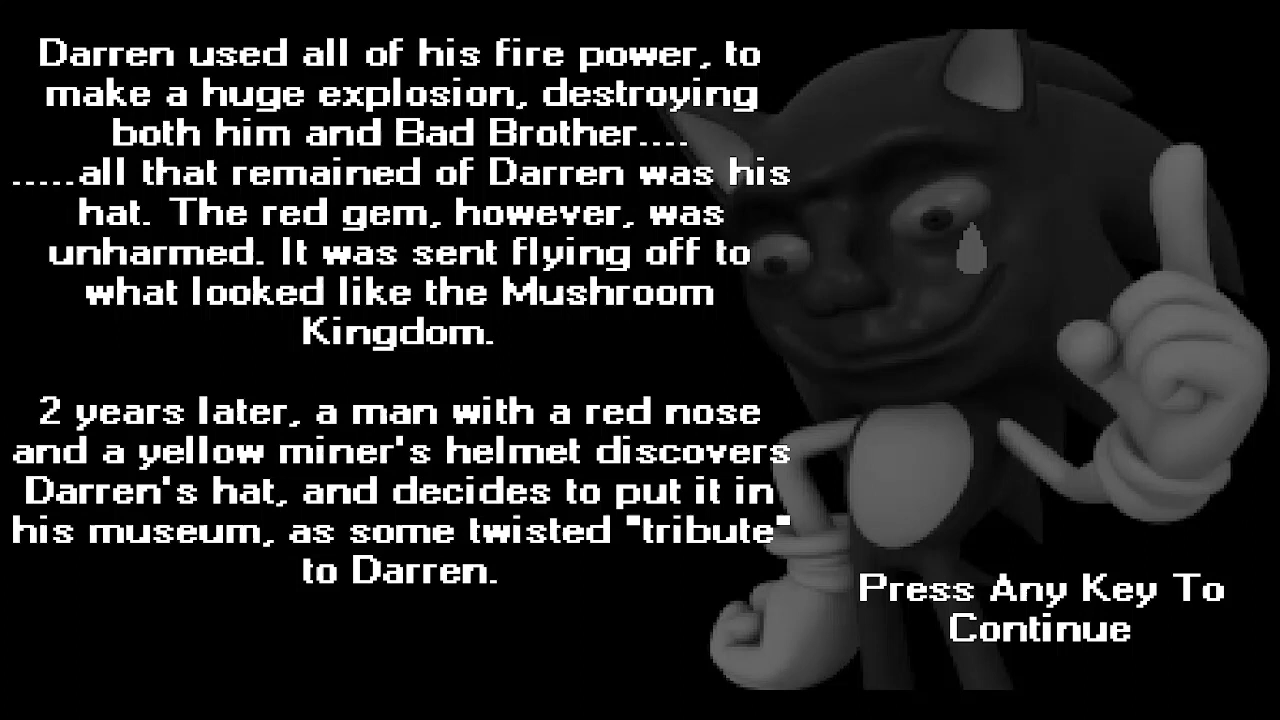 Darren used all of his fire power, to
make a huge explosion, destroying
both him and Bad Brother....
.....all that remained of Darren was his
hat. The red gem, however, was
unharmed. It was sent flying off to
what looked like the Mushroom
Kingdom.
2 years later, a man with a red nose
and a yellow miner's helmet discovers
Darren's hat, and decides to put it in
his museum, as some twisted "tribute"
to Darren.
Press Any Key To
Continue